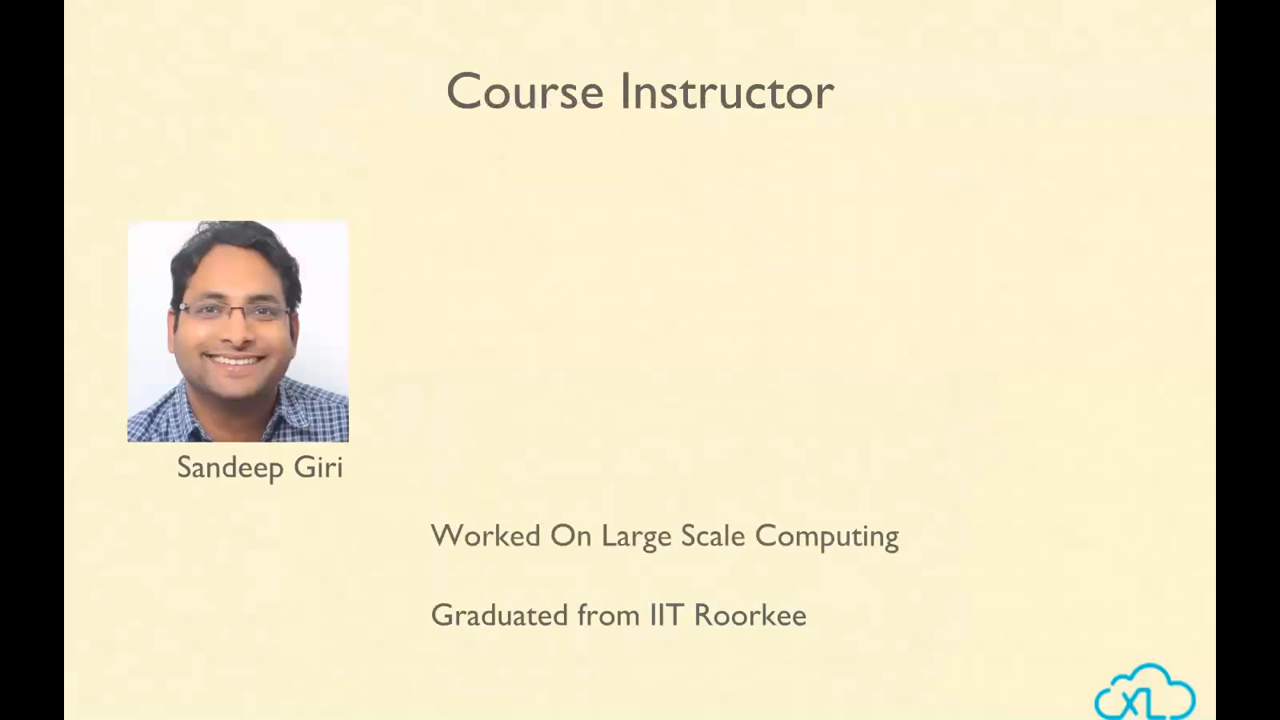 Course Instructor
Sandeep Giri
Worked On Large Scale Computing
Graduated from IIT Roorkee
XL